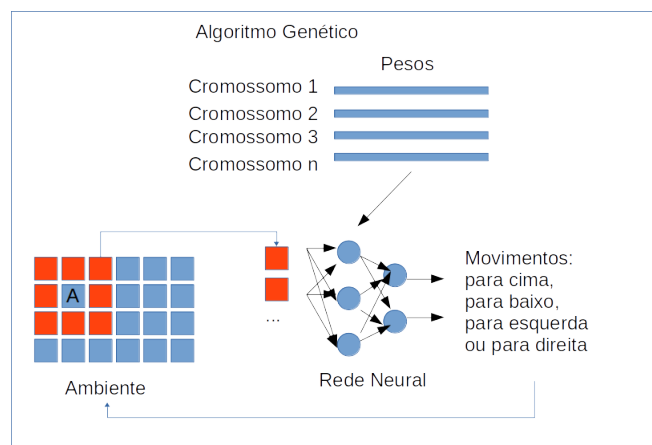 Algoritmo Genético
Pesos
Cromossomo 1
Cromossomo 2
Cromossomo 3
Cromossomo n
A
...
Movimentos:
para cima,
para baixo,
para esquerda
ou para direita
Rede Neural
Ambiente